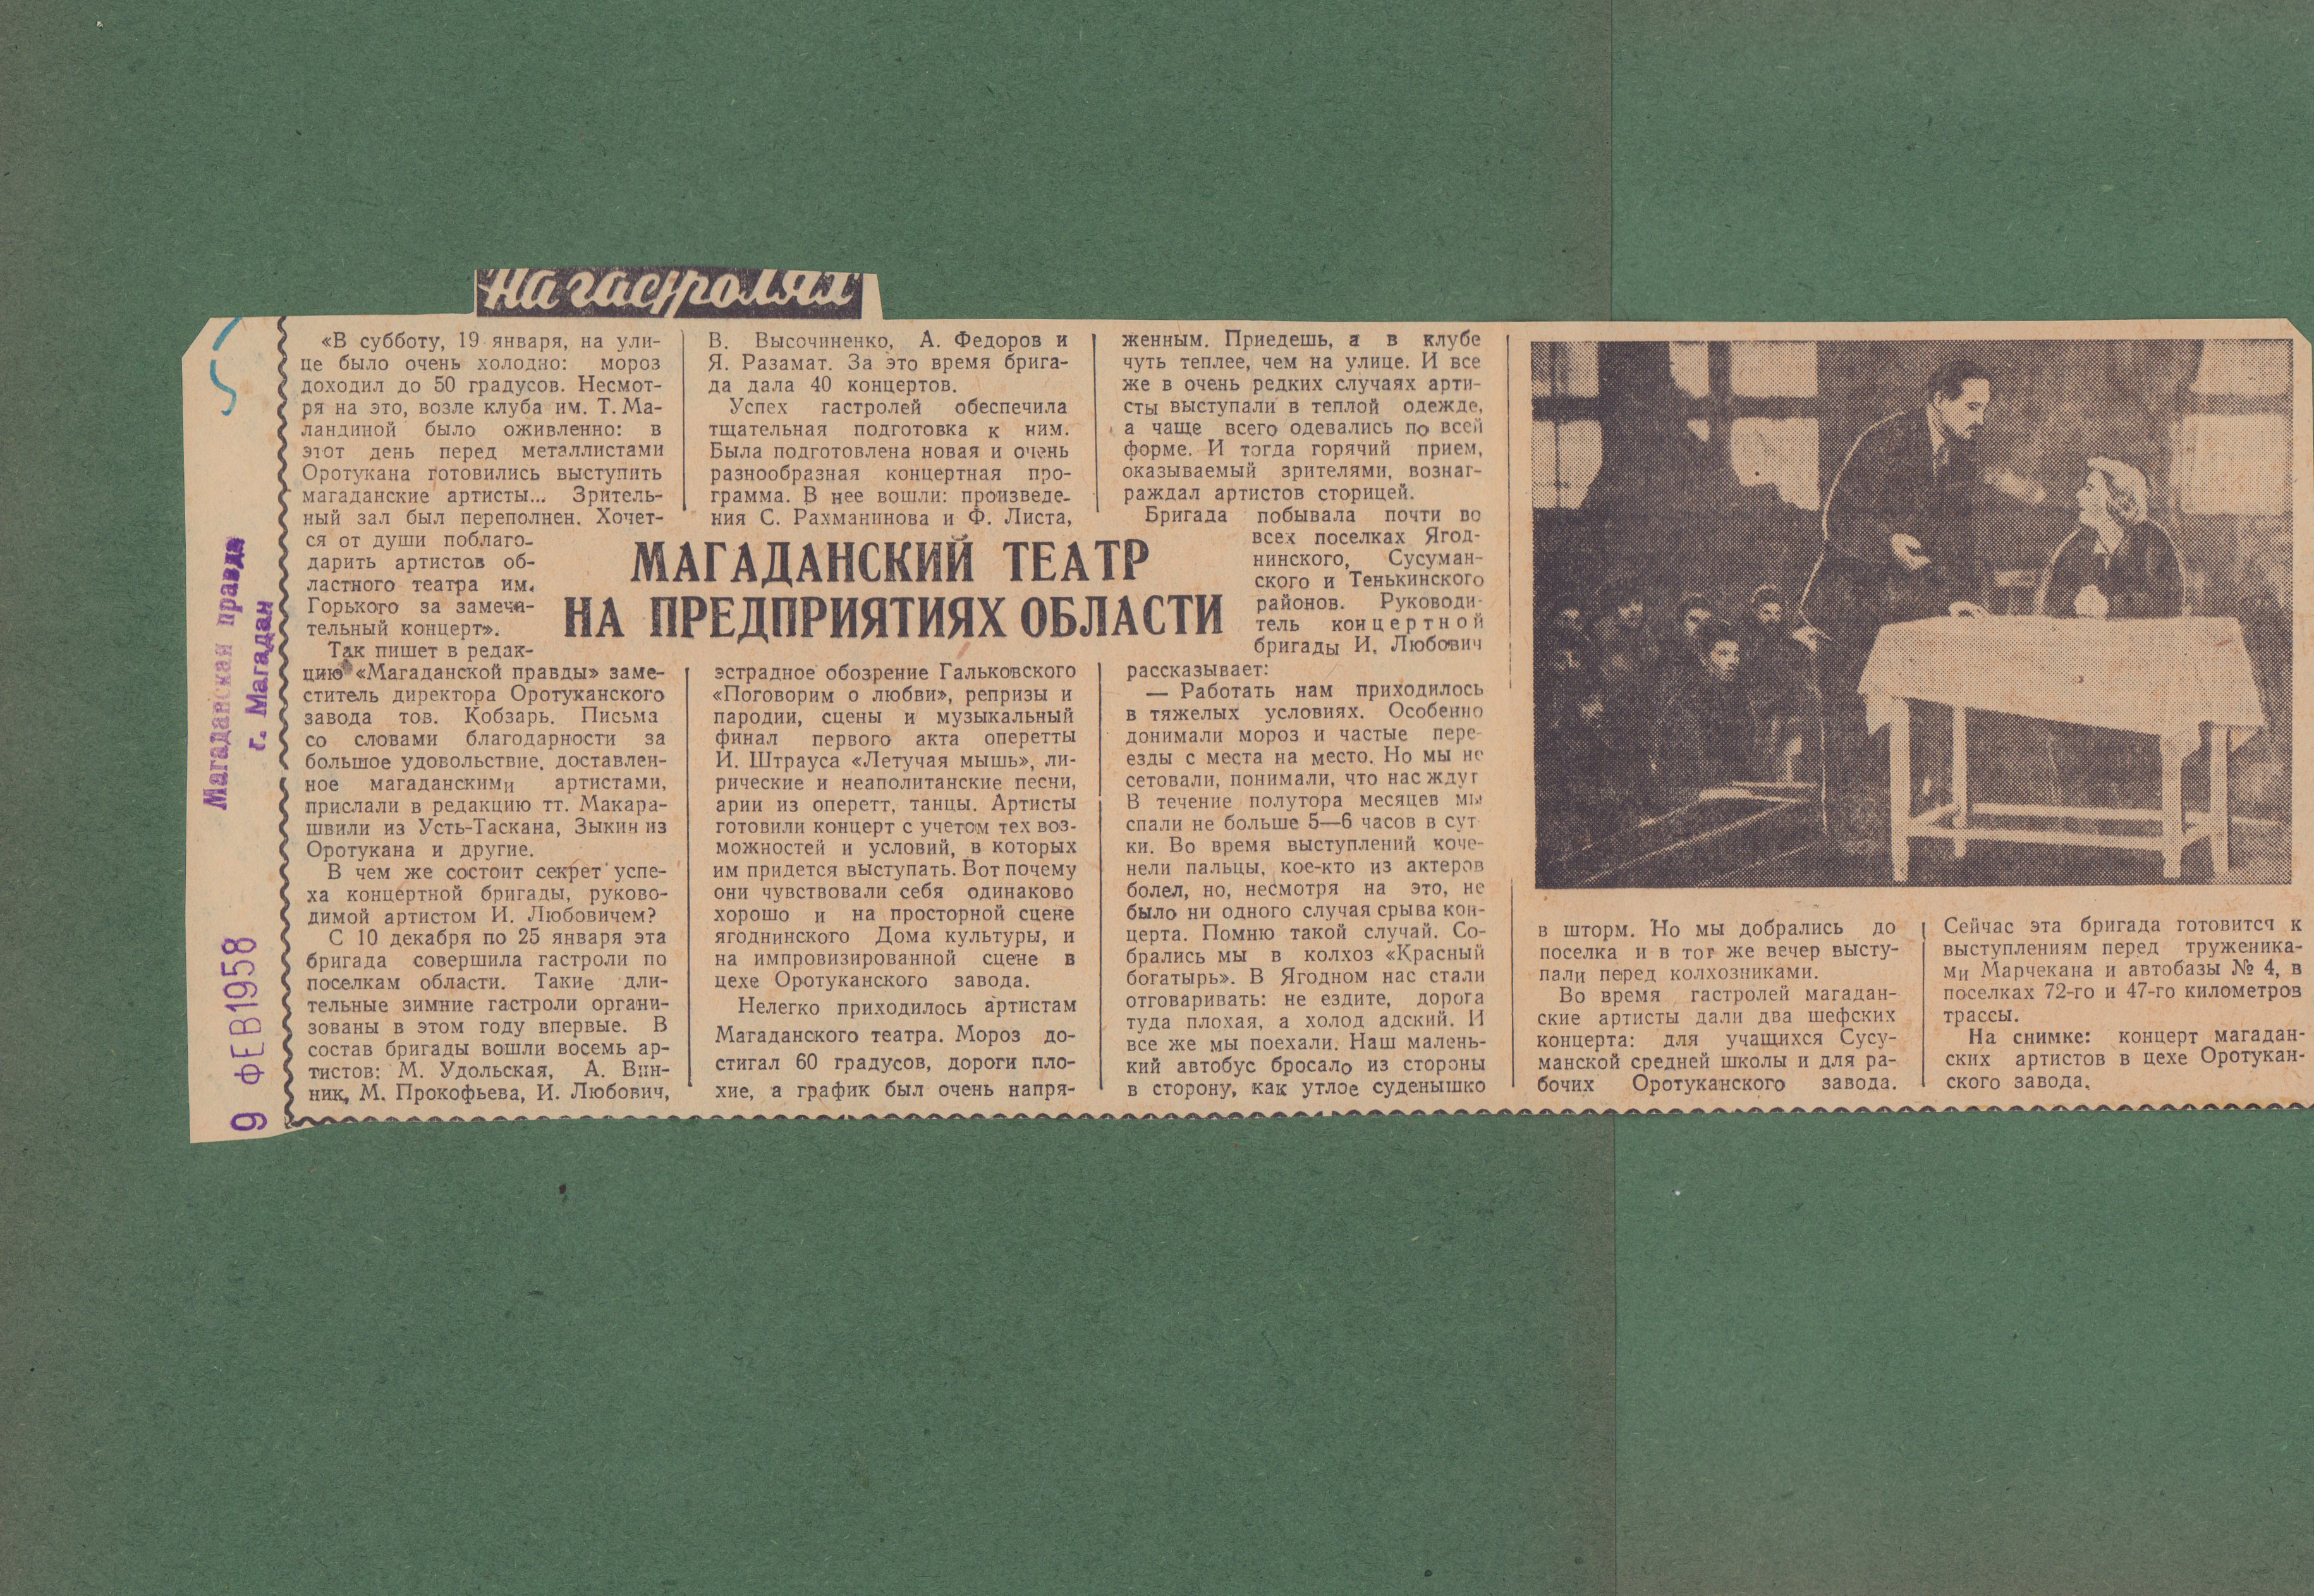 На гастролях
МАГАДАНСКИЙ ТЕАТР
НА ПРЕДПРИЯТИЯХ ОБЛАСТИ
«В субботу, 19 января, на ули-
це было очень холодно: мороз
доходил до 50 градусов. Несмот-
ря на это, возле клуба им. Т. Ма-
ландиной было оживленно: в
этот день перед металлистами
Оротукана готовились выступить
магаданские артисты... Зритель-
ный зал был переполнен. Хочет-
ся от души поблаго-
дарить артистов об-
ластного театра им.
Горького за замеча-
тельный концерт».
Так пишет в редак-
цию «Магаданской правды» заме-
ститель директора Оротуканского
завода тов. Кобзарь. Письма
со словами благодарности за
большое удовольствие, доставлен-
ное магаданскими артистами,
прислали в редакцию тт. Макара-
швили из Усть-Таскана, Зыкин из
Оротукана и другие.
В чем же состоит секрет успе-
ха концертной бригады, руково-
димой артистом И. Любовичем?
С 10 декабря по 25 января эта
бригада совершила гастроли по
поселкам области. Такие дли-
тельные зимние гастроли органи-
зованы в этом году впервые. В
состав бригады вошли восемь ар-
тистов: М. Удольская, А. Вин-
ник, М. Прокофьева, И. Любович,
В. Высочиненко, А. Федоров и
Я. Разамат. За это время брига-
да дала 40 концертов.
Успех гастролей обеспечила
тщательная подготовка к ним.
Была подготовлена новая и очень
разнообразная концертная про-
грамма. В нее вошли: произведе-
ния С. Рахманинова и Ф. Листа,
эстрадное обозрение Гальковского
«Поговорим о любви», репризы и
пародии, сцены и музыкальный
финал первого акта оперетты
И. Штрауса «Летучая мышь», ли-
рические и неаполитанские песни,
арии из оперетт, танцы. Артисты
готовили концерт с учетом тех воз-
можностей и условий, в которых
им придется выступать. Вот почему
они чувствовали себя одинаково
хорошо и на просторной сцене
ягоднинского Дома культуры, и
на импровизированной сцене в
цехе Оротуканского завода.
Нелегко приходилось артистам
Магаданского театра. Мороз до-
стигал 60 градусов, дороги пло-
хие, а график был очень напря-
женным. Приедешь, а в клубе
чуть теплее, чем на улице. И все
же в очень редких случаях арти-
сты выступали в теплой одежде,
а чаще всего одевались по всей
форме. И тогда горячий прием,
оказываемый зрителями, вознаг-
раждал артистов сторицей.
Бригада побывала почти во
всех поселках Ягод-
нинского, Сусуман-
ского и Тенькинского
районов. Руководи-
тель концертной
бригады И. Любович
рассказывает:
— Работать нам приходилось
в тяжелых условиях. Особенно
донимали мороз и частые пере-
езды с места на место. Но мы не
сетовали, понимали, что нас ждут
В течение полутора месяцев мы
спали не больше 5—6 часов в сут-
ки. Во время выступлений коче-
нели пальцы, кое-кто из актеров
болел, но, несмотря на это, не
было ни одного случая срыва кон-
церта. Помню такой случай. Со-
брались мы в колхоз «Красный
богатырь». В Ягодном нас стали
отговаривать: не ездите, дорога
туда плохая, а холод адский. И
все же мы поехали. Наш малень-
кий автобус бросало из стороны
в сторону, как утлое суденышко
в шторм. Но мы добрались до
поселка и в тот же вечер высту-
пали перед колхозниками.
Во время гастролей магадан-
ские артисты дали два шефских
концерта: для учащихся Сусу-
манской средней школы и для ра-
бочих Оротуканского завода.
Сейчас эта бригада готовится к
выступлениям перед труженика-
ми Марчекана и автобазы № 4, в
поселках 72-го и 47-го километров
трассы.
На снимке: концерт магадан-
ских артистов в цехе Оротукан-
ского завода.
Магаданская правда
г. Магадан
9 ФЕВ 1958